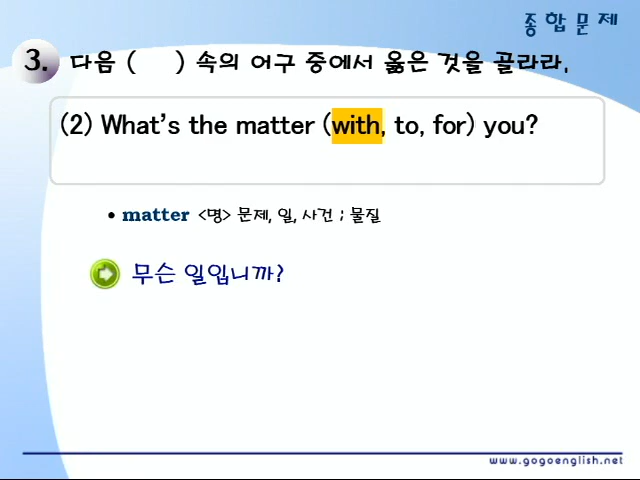 종합문제
3. 다음 (    ) 속의 어구 중에서 옳은 것을 골라라.
(2) What's the matter (with, to, for) you?
• matter <명> 문제, 일, 사건 ; 물질
무슨 일입니까?
www.gogoenglish.net